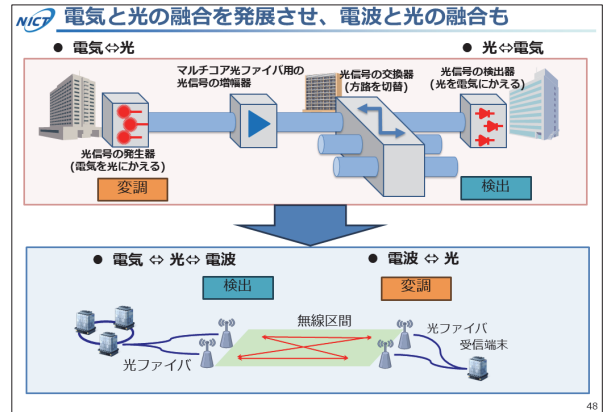 NICT 電気と光の融合を発展させ、電波と光の融合も
● 電気⇔光
● 光⇔電気
マルチコア光ファイバ用の
光信号の増幅器
光信号の交換器
(方路を切替)
光信号の検出器
(光を電気にかえる)
光信号の発生器
(電気を光にかえる)
変調
検出
● 電気 ⇔ 光⇔ 電波
● 電波 ⇔ 光
検出
変調
無線区間
光ファイバ
光ファイバ
受信端末
48